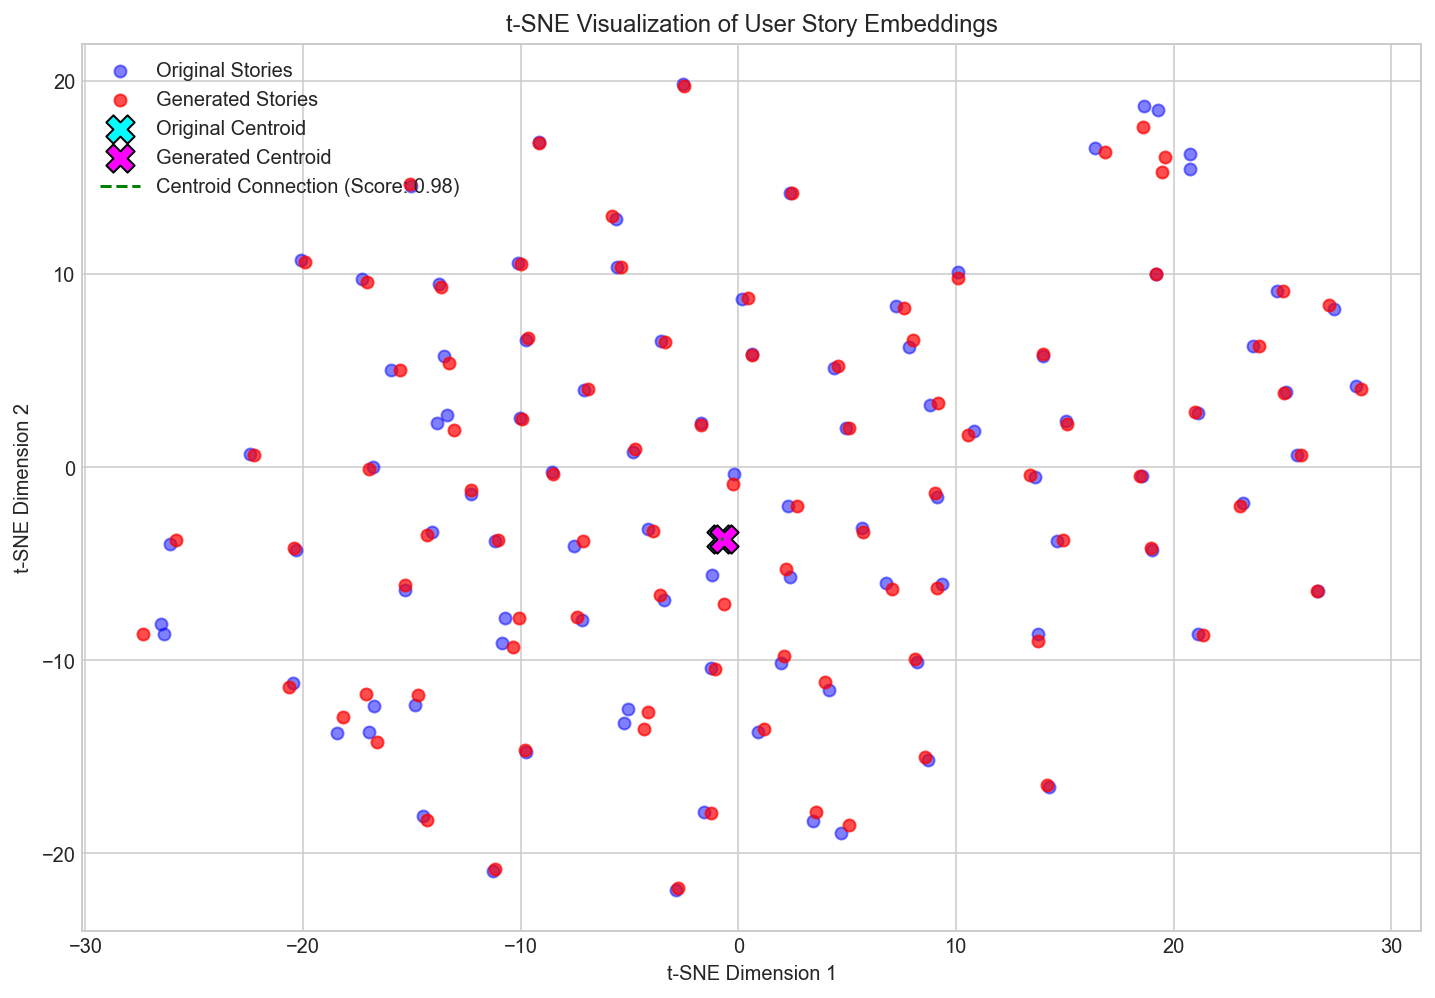 t-SNE Visualization of User Story Embeddings
Original Stories
Generated Stories
Original Centroid
Generated Centroid
Centroid Connection (Score: 0.98)
20
10
0
−10
−20
t-SNE Dimension 2
−30
−20
−10
0
10
20
30
t-SNE Dimension 1